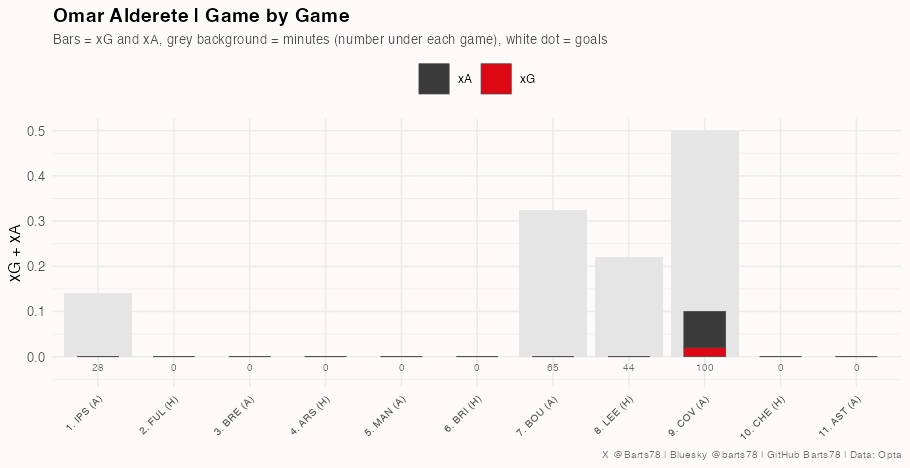 Omar Alderete | Game by Game
Bars = xG and xA, grey background = minutes (number under each game), white dot = goals
xA
xG
xG + xA
0.5
0.4
0.3
0.2
0.1
0.0
28
0
0
0
0
0
65
44
100
0
0
1. IPS (A)
2. FUL (H)
3. BRE (A)
4. ARS (H)
5. MAN (A)
6. BRI (H)
7. BOU (A)
8. LEE (H)
9. COV (A)
10. CHE (H)
11. AST (A)
X @Barts78 | Bluesky @barts78 | GitHub Barts78 | Data: Opta